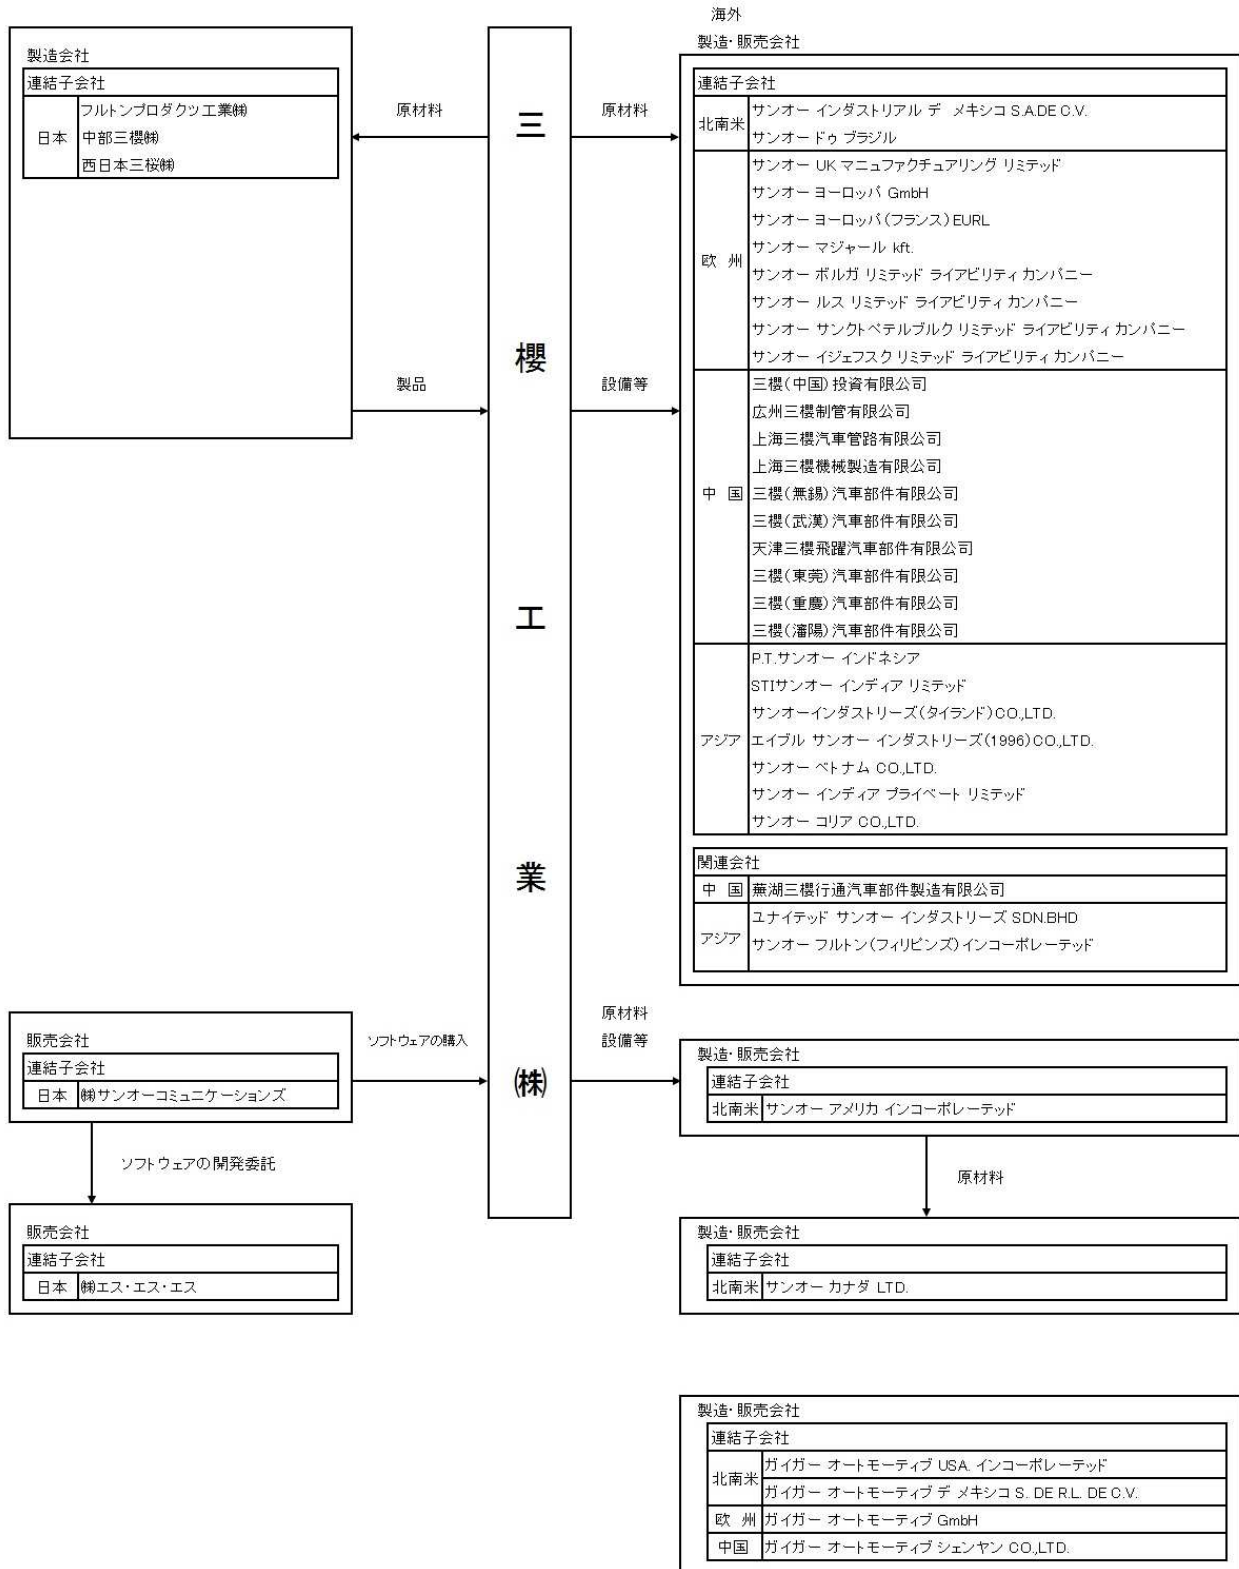 製造会社
連結子会社
日本
フルトンプロダクツ工業㈱
中部三櫻㈱
西日本三桜㈱
原材料
製品
三
櫻
工
業
㈱
原材料
設備等
海外
製造・販売会社
連結子会社
北南米
サンオー インダストリアル デ メキシコ S.A.DE C.V.
サンオー ドゥ ブラジル
欧 州
サンオー UK マニュファクチュアリング リミテッド
サンオー ヨーロッパ GmbH
サンオー ヨーロッパ(フランス)EURL
サンオー マジャール kft.
サンオー ボルガ リミテッド ライアビリティ カンパニー
サンオー ルス リミテッド ライアビリティ カンパニー
サンオー サンクトペテルブルク リミテッド ライアビリティ カンパニー
サンオー イジェフスク リミテッド ライアビリティ カンパニー
中 国
三櫻(中国)投資有限公司
広州三櫻制管有限公司
上海三櫻汽車管路有限公司
上海三櫻機械製造有限公司
三櫻(無錫)汽車部件有限公司
三櫻(武漢)汽車部件有限公司
天津三櫻飛躍汽車部件有限公司
三櫻(東莞)汽車部件有限公司
三櫻(重慶)汽車部件有限公司
三櫻(瀋陽)汽車部件有限公司
アジア
P.T.サンオー インドネシア
STIサンオー インディア リミテッド
サンオーインダストリーズ(タイランド)CO.,LTD.
エイブル サンオー インダストリーズ(1996)CO.,LTD.
サンオー ベトナム CO.,LTD.
サンオー インディア プライベート リミテッド
サンオー コリア CO.,LTD.
関連会社
中 国
蕪湖三櫻行通汽車部件製造有限公司
アジア
ユナイテッド サンオー インダストリーズ SDN.BHD
サンオー フルトン(フィリピンズ)インコーポレーテッド
販売会社
連結子会社
日本
㈱サンオーコミュニケーションズ
ソフトウェアの購入
ソフトウェアの開発委託
販売会社
連結子会社
日本
㈱エス・エス・エス
原材料
設備等
製造・販売会社
連結子会社
北南米
サンオー アメリカ インコーポレーテッド
原材料
製造・販売会社
連結子会社
北南米
サンオー カナダ LTD.
製造・販売会社
連結子会社
北南米
ガイガー オートモーティブ USA. インコーポレーテッド
ガイガー オートモーティブ デ メキシコ S. DE R.L. DE C.V.
欧 州
ガイガー オートモーティブ GmbH
中国
ガイガー オートモーティブ シェンヤン CO.,LTD.